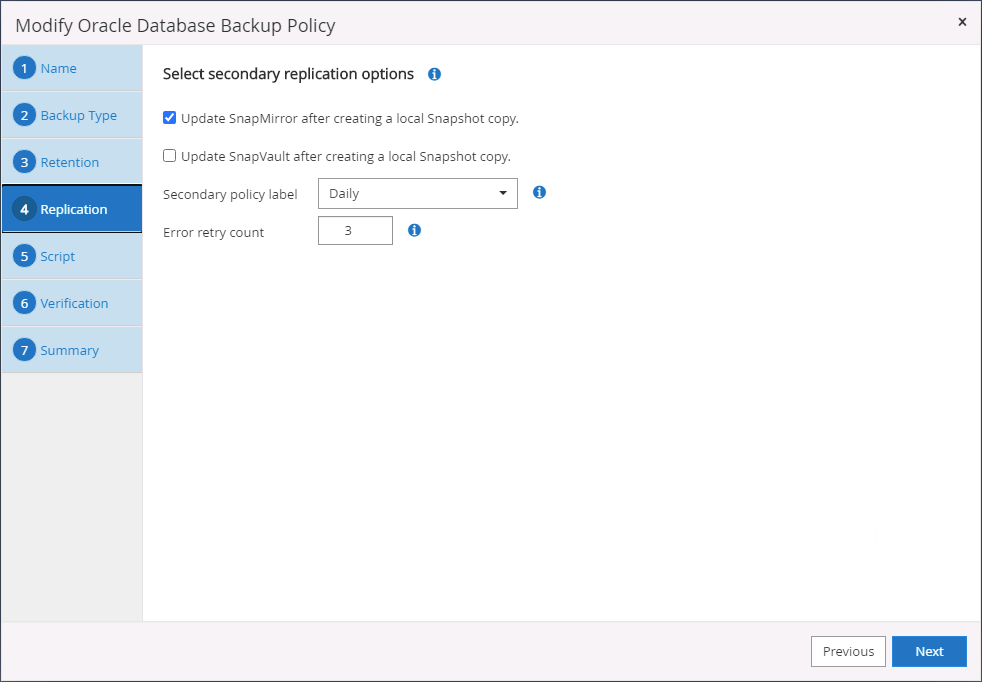 Modify Oracle Database Backup Policy
x
1 Name
2 Backup Type
3 Retention
4 Replication
5 Script
6 Verification
7 Summary
Select secondary replication options i
Update SnapMirror after creating a local Snapshot copy.
Update SnapVault after creating a local Snapshot copy.
Secondary policy label Daily i
Error retry count 3 i
Previous Next